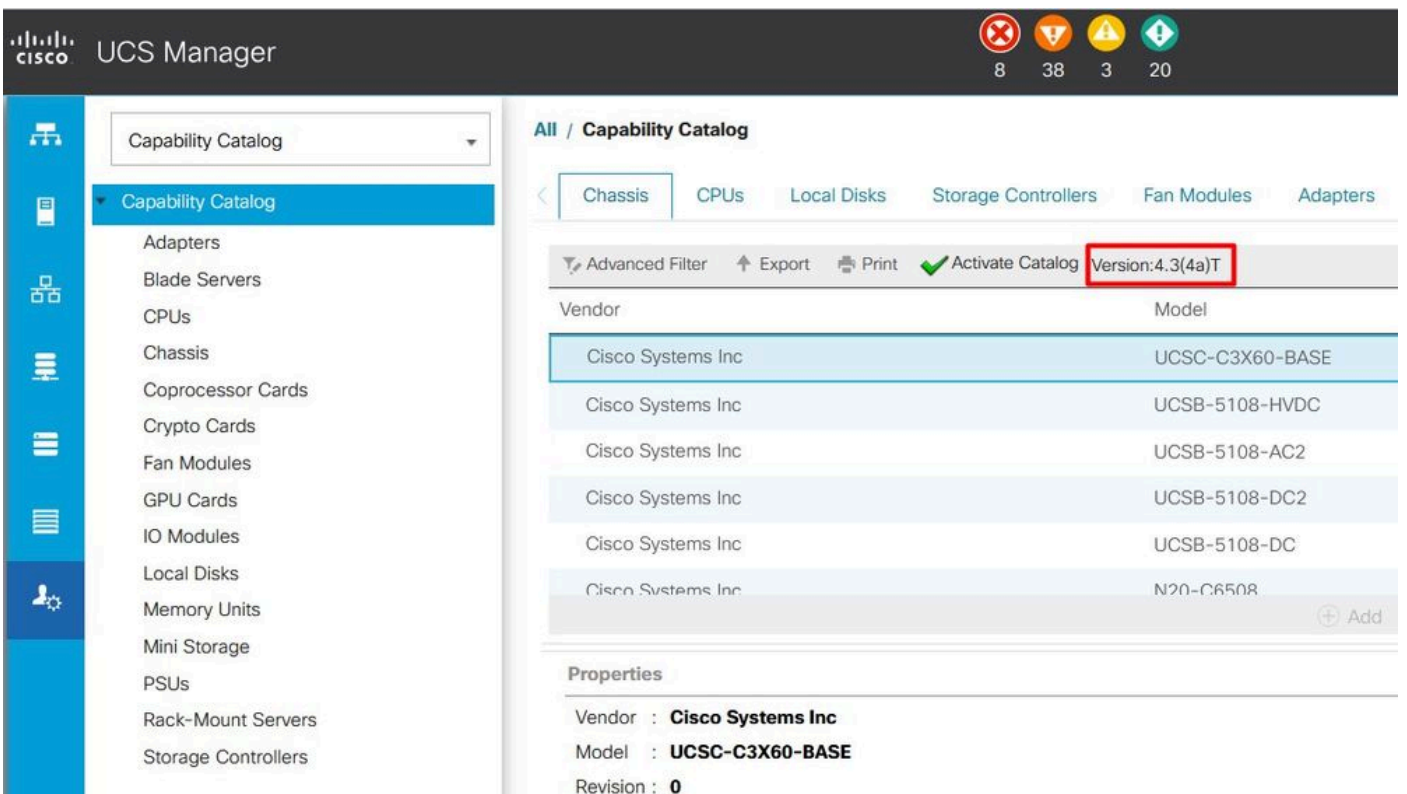 CISCO UCS Manager
8 38 3 20
Capability Catalog
Capability Catalog
Adapters
Blade Servers
CPUs
Chassis
Coprocessor Cards
Crypto Cards
Fan Modules
GPU Cards
IO Modules
Local Disks
Memory Units
Mini Storage
PSUs
Rack-Mount Servers
Storage Controllers
All / Capability Catalog
Chassis CPUs Local Disks Storage Controllers Fan Modules Adapters
Advanced Filter Export Print Activate Catalog Version:4.3(4a)T
Vendor Model
Cisco Systems Inc UCSC-C3X60-BASE
Cisco Systems Inc UCSB-5108-HVDC
Cisco Systems Inc UCSB-5108-AC2
Cisco Systems Inc UCSB-5108-DC2
Cisco Systems Inc UCSB-5108-DC
Cisco Systems Inc N20-C6508
Add
Properties
Vendor : Cisco Systems Inc
Model : UCSC-C3X60-BASE
Revision : 0